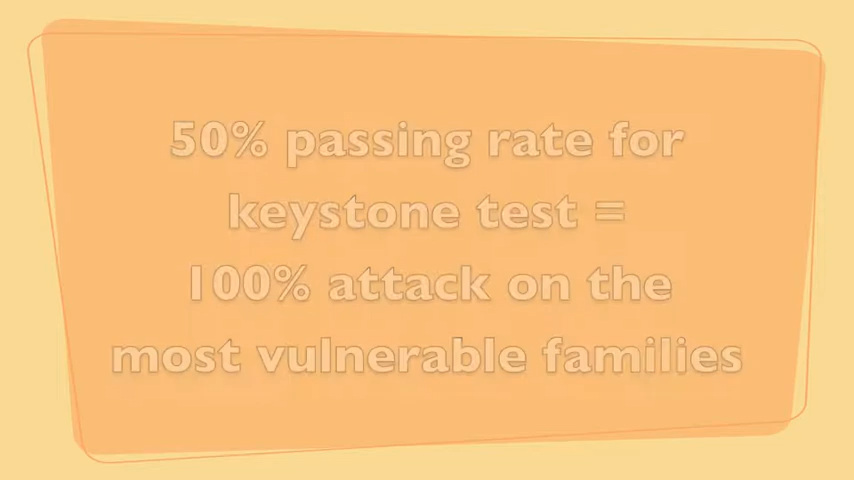 50% passing rate for
keystone test =
100% attack on the
most vulnerable families